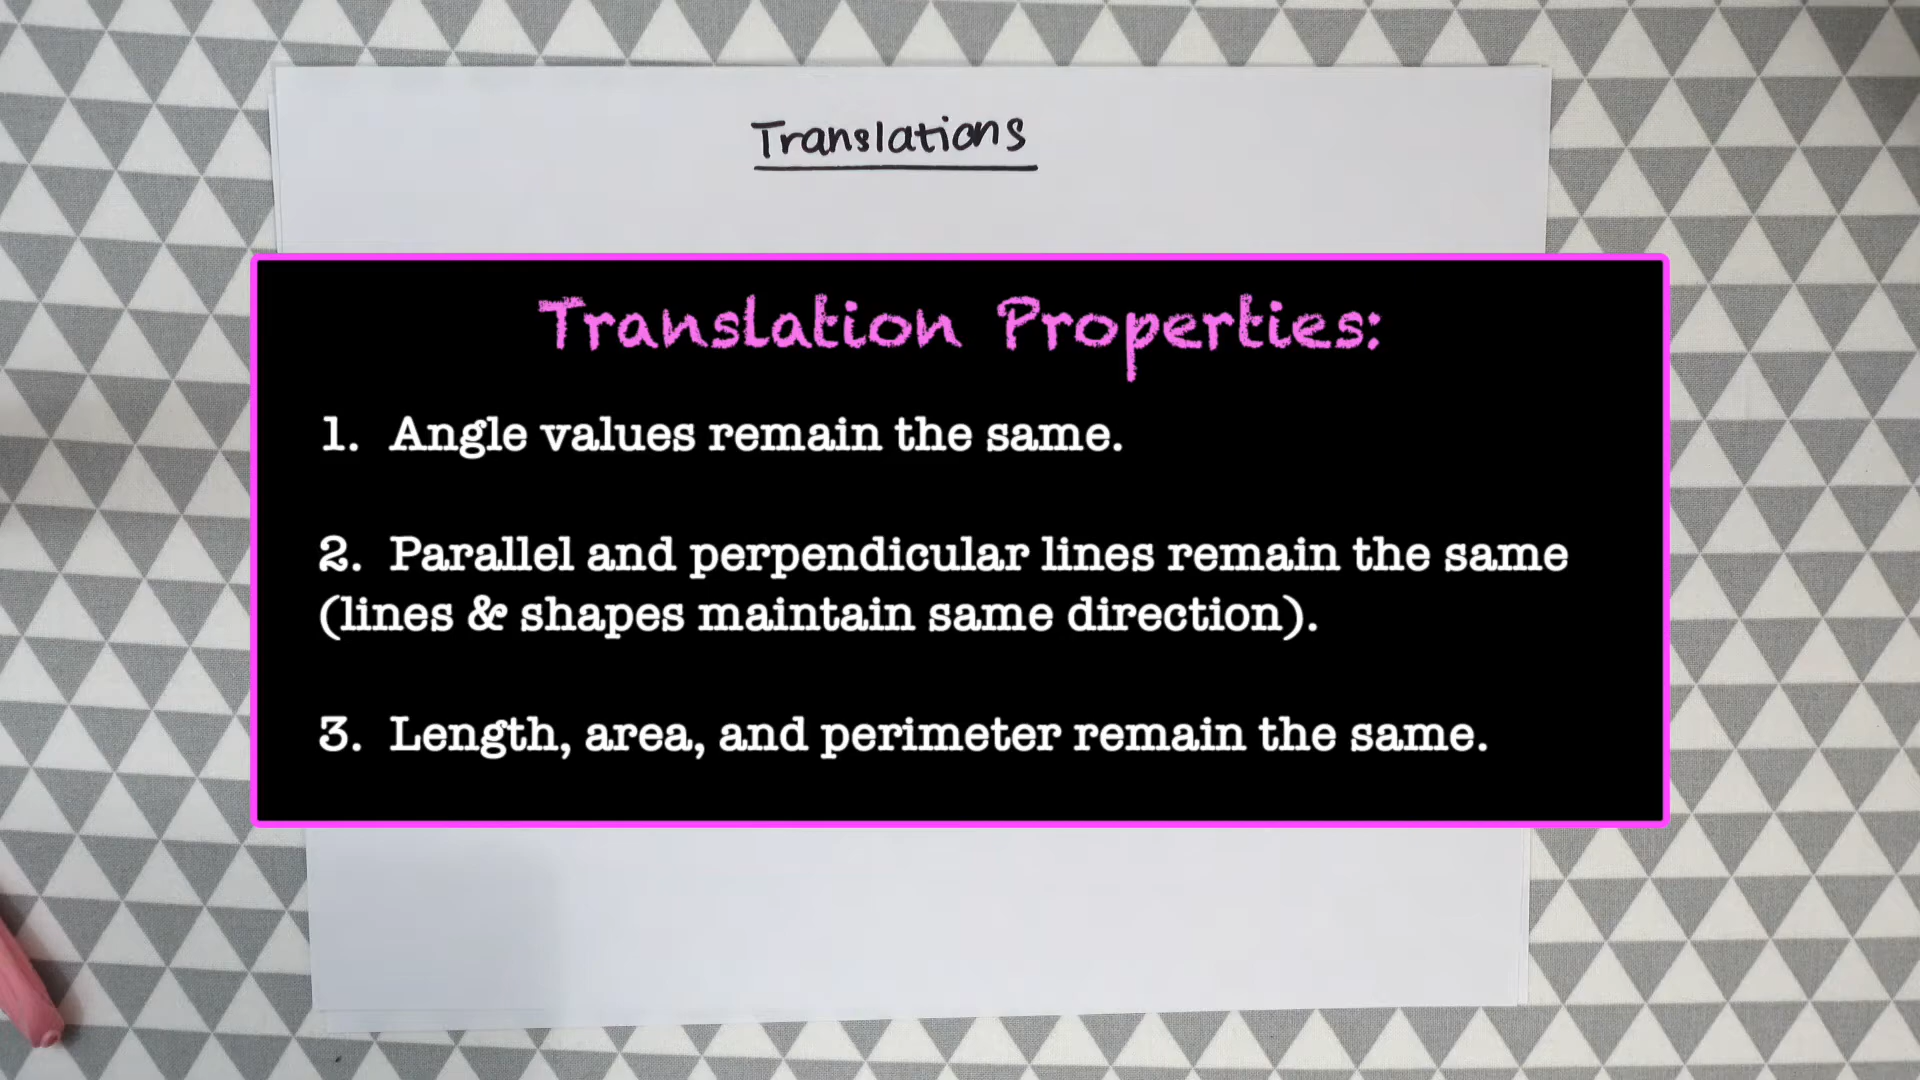 Translations
Translation Properties:
1. Angle values remain the same.
2. Parallel and perpendicular lines remain the same
(lines & shapes maintain same direction).
3. Length, area, and perimeter remain the same.